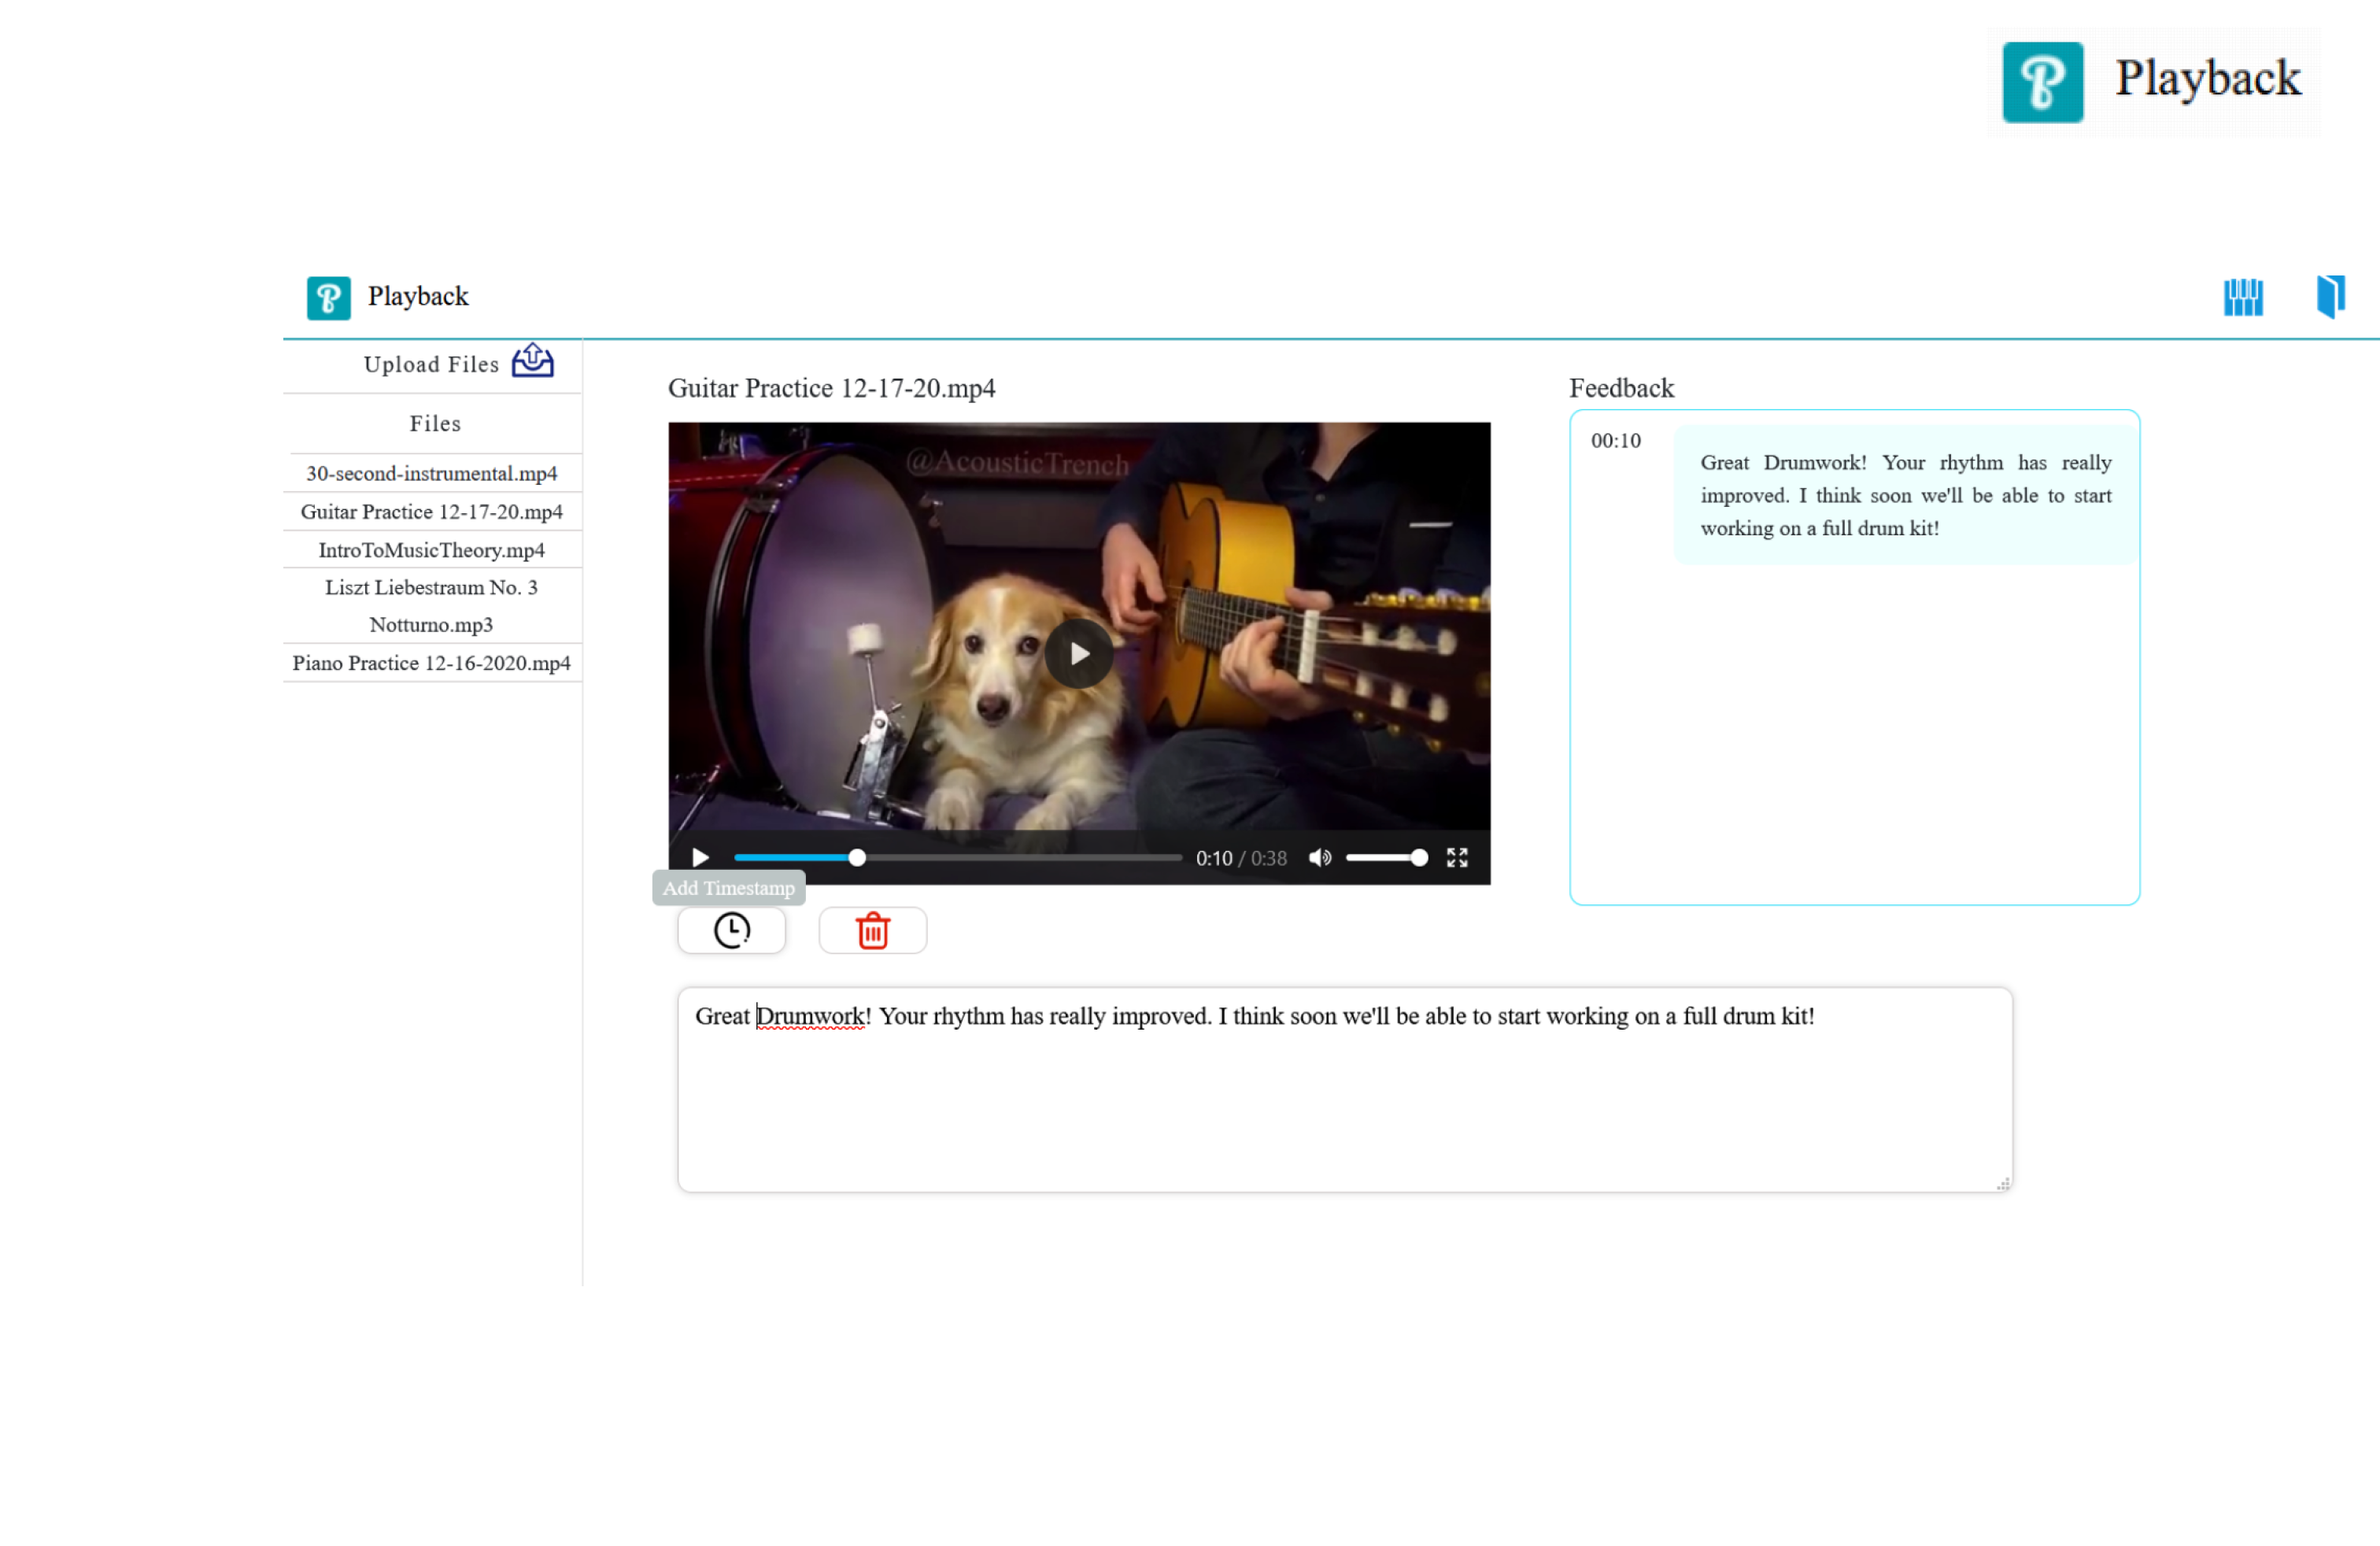 Playback
Playback
Upload Files
Files
30-second-instrumental.mp4
Guitar Practice 12-17-20.mp4
IntroToMusicTheory.mp4
Liszt Liebestraum No. 3
Notturno.mp3
Piano Practice 12-16-2020.mp4
Guitar Practice 12-17-20.mp4
@AcousticTrench
0:10 / 0:38
Add Timestamp
Feedback
00:10
Great Drumwork! Your rhythm has really
improved. I think soon we'll be able to start
working on a full drum kit!
Great Drumwork! Your rhythm has really improved. I think soon we'll be able to start working on a full drum kit!